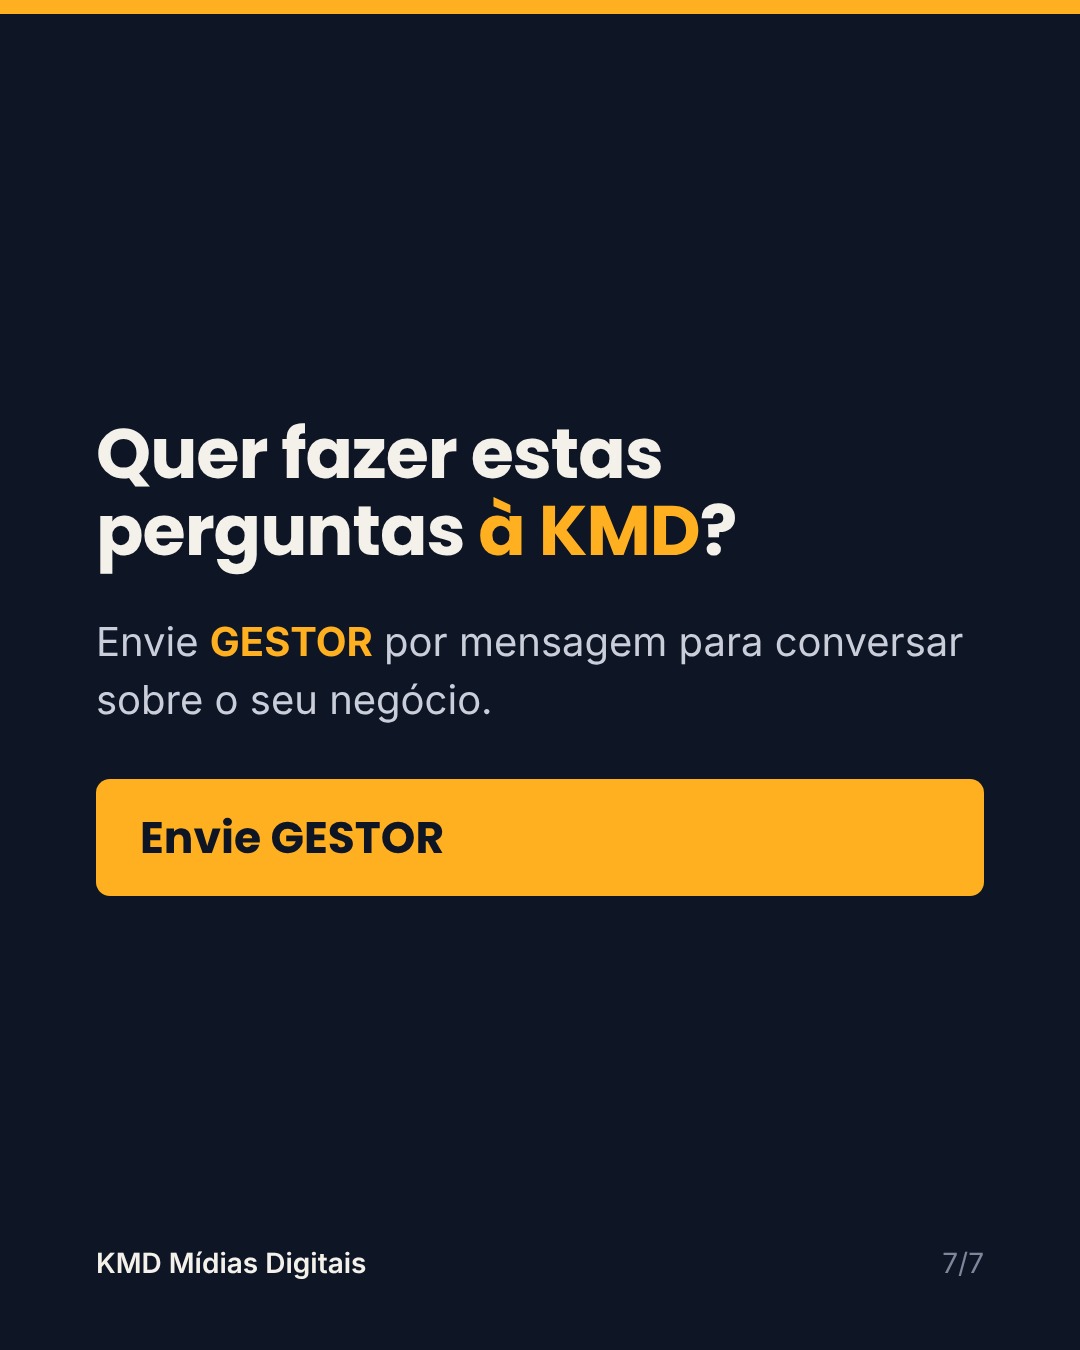 Quer fazer estas
perguntas à KMD?
Envie GESTOR por mensagem para conversar
sobre o seu negócio.
Envie GESTOR
KMD Mídias Digitais
7/7